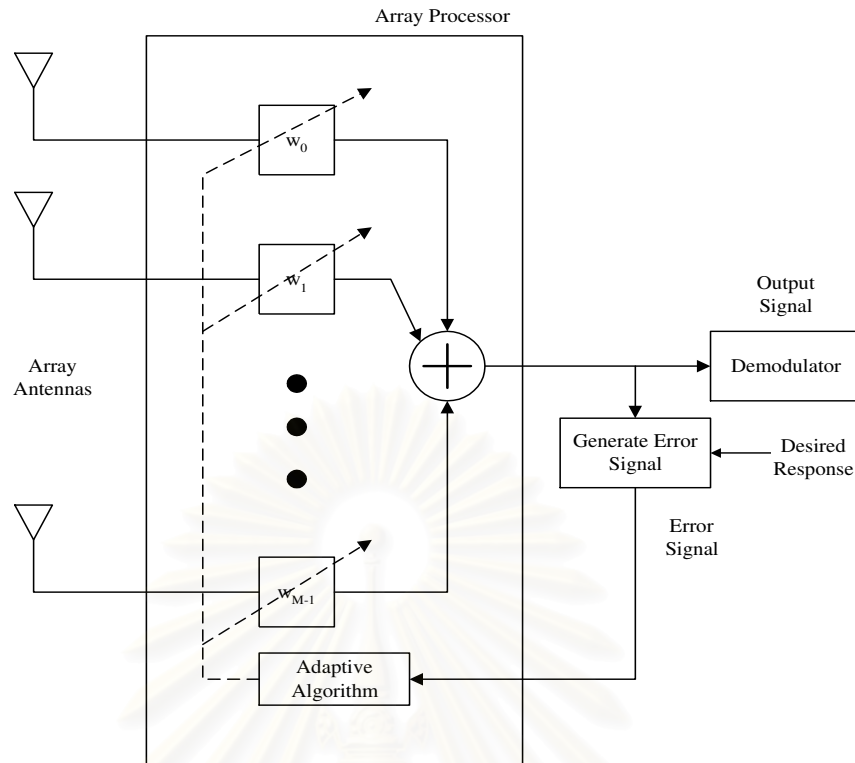 Array Processor
w0
w1
Output
Signal
Array
Antennas
Demodulator
Generate Error
Signal
Desired
Response
Error
Signal
wM-1
Adaptive
Algorithm